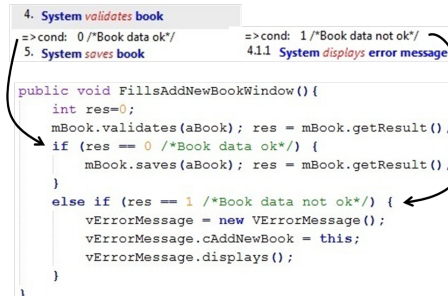 4. System validates book
=>cond: 0 /*Book data ok*/
5. System saves book
=>cond: 1 /*Book data not ok*/
4.1.1 System displays error message
public void FillsAddNewBookWindow(){
int res=0;
mBook.validates(aBook); res = mBook.getResult()
if (res == 0 /*Book data ok*/) {
mBook.saves(aBook); res = mBook.getResult()
}
else if (res == 1 /*Book data not ok*/) {
vErrorMessage = new VErrorMessage();
vErrorMessage.cAddNewBook = this;
vErrorMessage.displays();
}
}